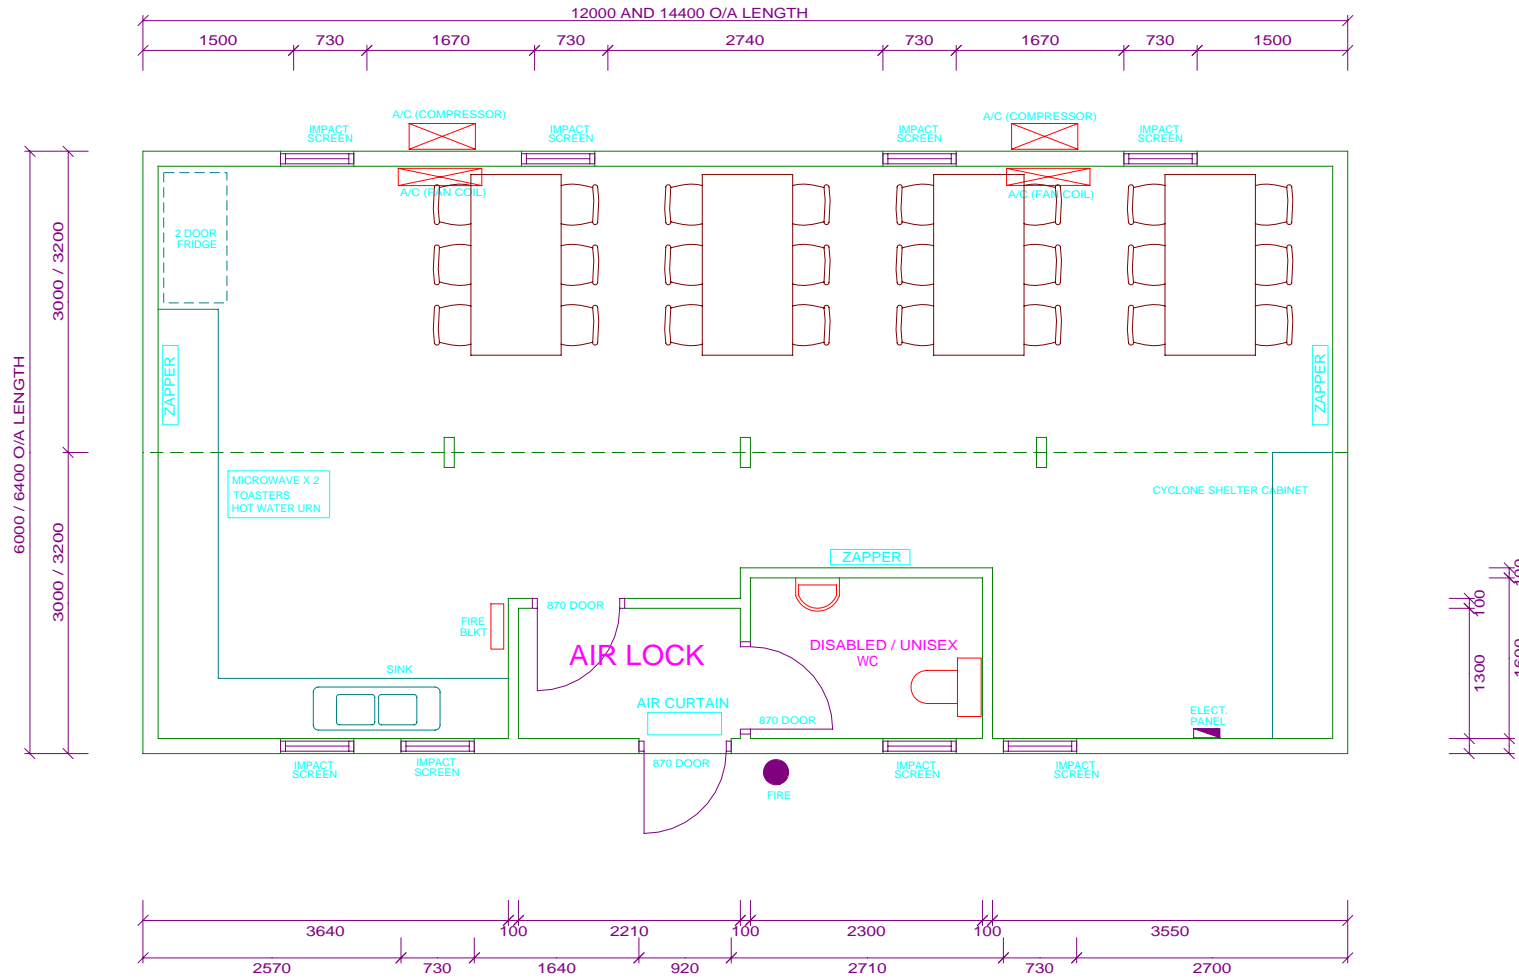 12000 AND 14400 O/A LENGTH
1500
730
1670
730
2740
730
1670
730
1500
A/C (COMPRESSOR)
A/C (COMPRESSOR)
IMPACT
SCREEN
IMPACT
SCREEN
IMPACT
SCREEN
IMPACT
SCREEN
A/C (FAN COIL)
A/C (FAN COIL)
2 DOOR
FRIDGE
3000 / 3200
6000 / 6400 O/A LENGTH
3000 / 3200
ZAPPER
ZAPPER
MICROWAVE X 2
TOASTERS
HOT WATER URN
CYCLONE SHELTER CABINET
ZAPPER
870 DOOR
FIRE
BLKT
AIR LOCK
DISABLED / UNISEX
WC
SINK
AIR CURTAIN
870 DOOR
ELECT.
PANEL
870 DOOR
IMPACT
SCREEN
IMPACT
SCREEN
IMPACT
SCREEN
IMPACT
SCREEN
FIRE
100
100
1300
1600
3640
100
2210
100
2300
100
3550
2570
730
1640
920
2710
730
2700